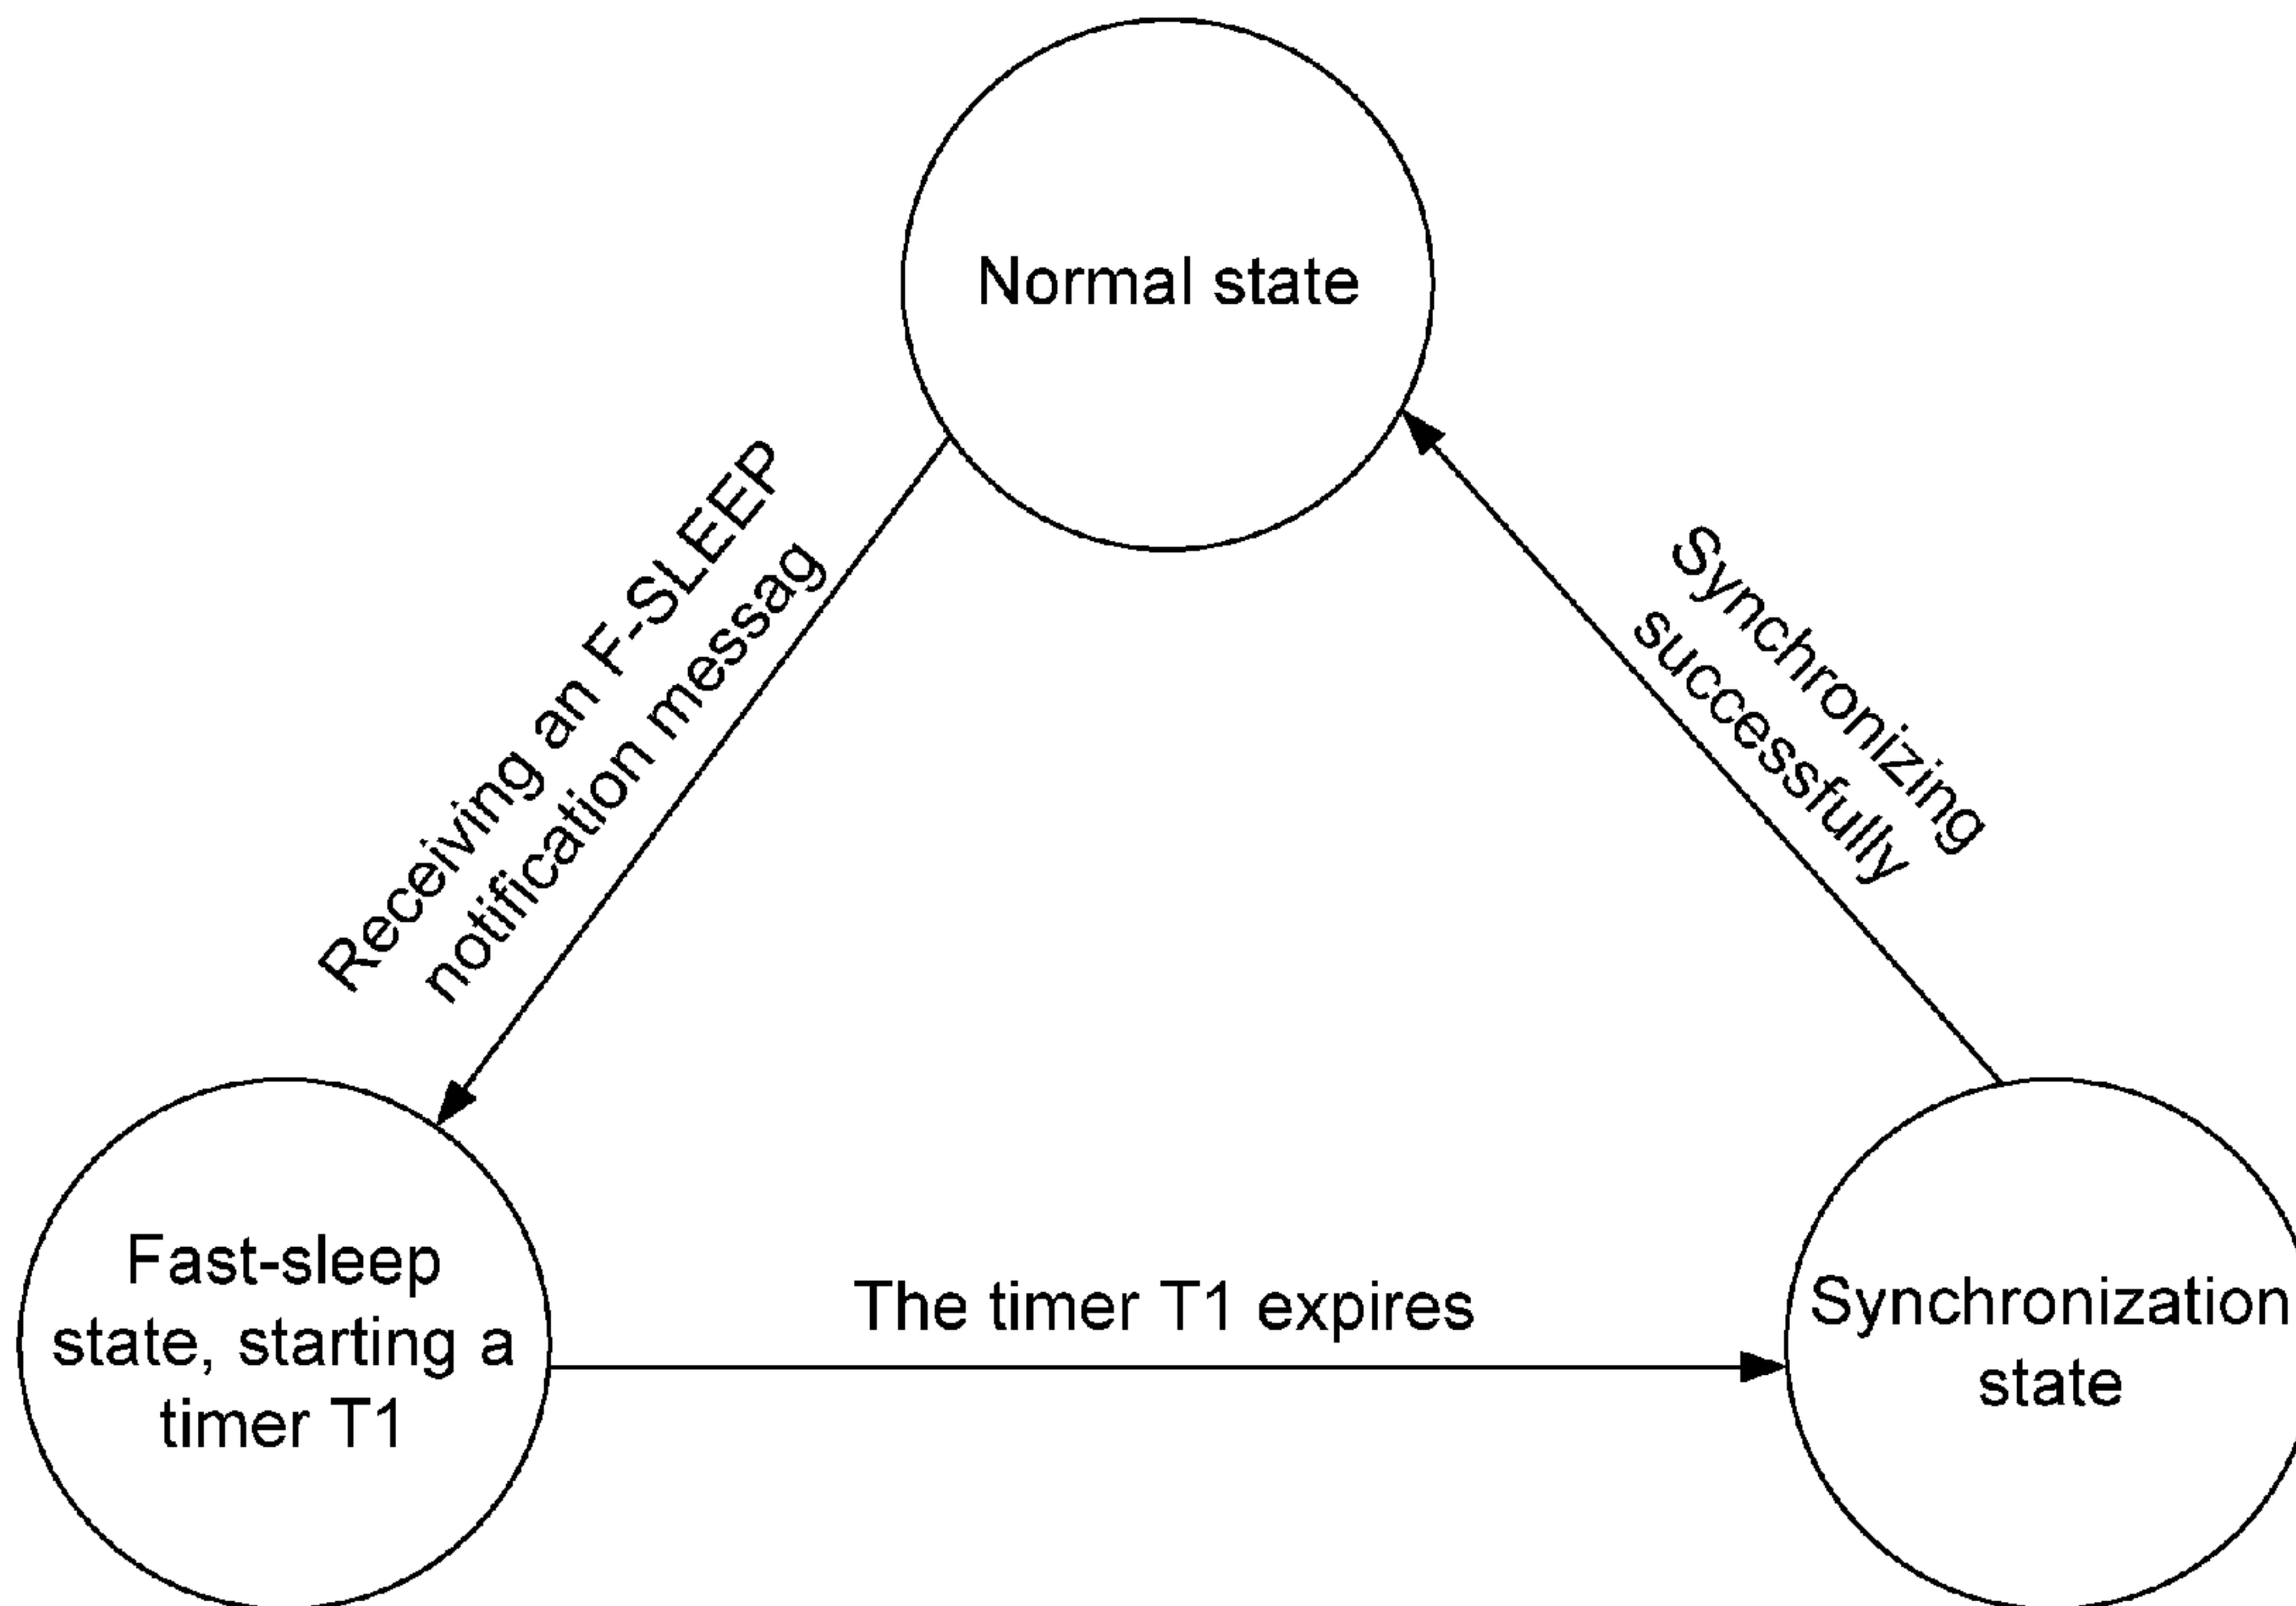 Normal state
Receiving an F-SLEEP
notification messag
Synchronizing
successfully
Fast-sleep
state, starting a
timer T1
The timer T1 expires
Synchronization
state